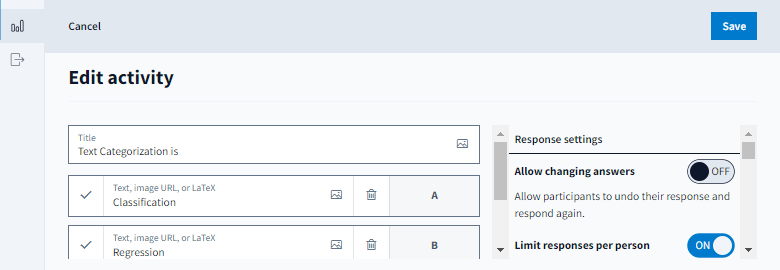 Cancel
Save
Edit activity
Title
Text Categorization is
Text, image URL, or LaTeX
Classification
A
Text, image URL, or LaTeX
Regression
B
Response settings
Allow changing answers
OFF
Allow participants to undo their response and
respond again.
Limit responses per person
ON